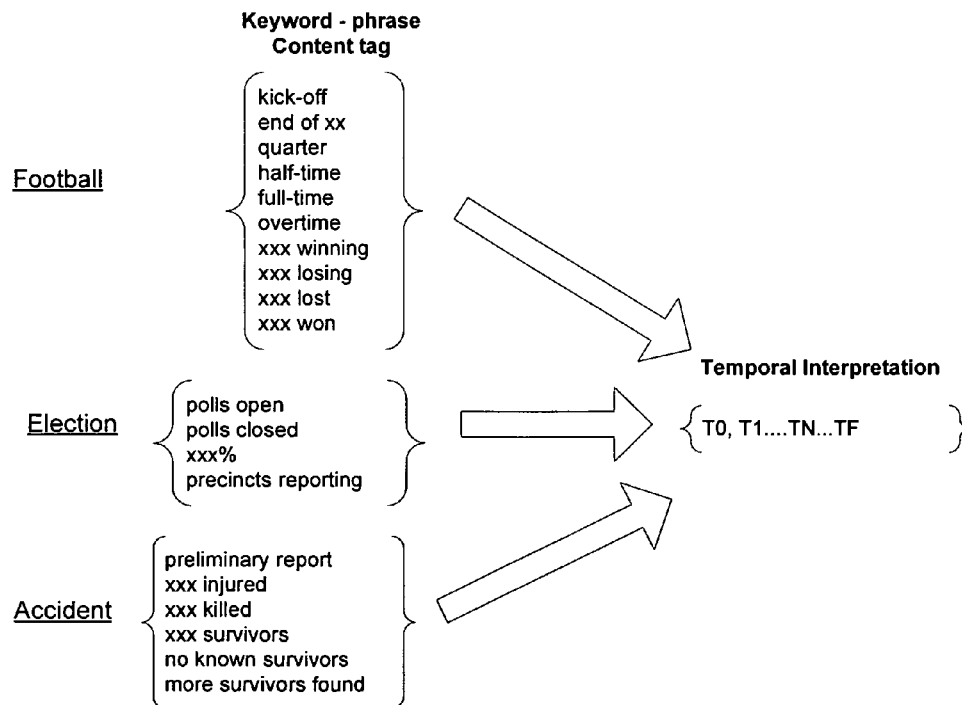 Keyword - phrase
Content tag
Football
kick-off
end of xx
quarter
half-time
full-time
overtime
xxx winning
xxx losing
xxx lost
xxx won
Election
polls open
polls closed
xxx%
precincts reporting
Accident
preliminary report
xxx injured
xxx killed
xxx survivors
no known survivors
more survivors found
Temporal Interpretation
T0, T1....TN...TF